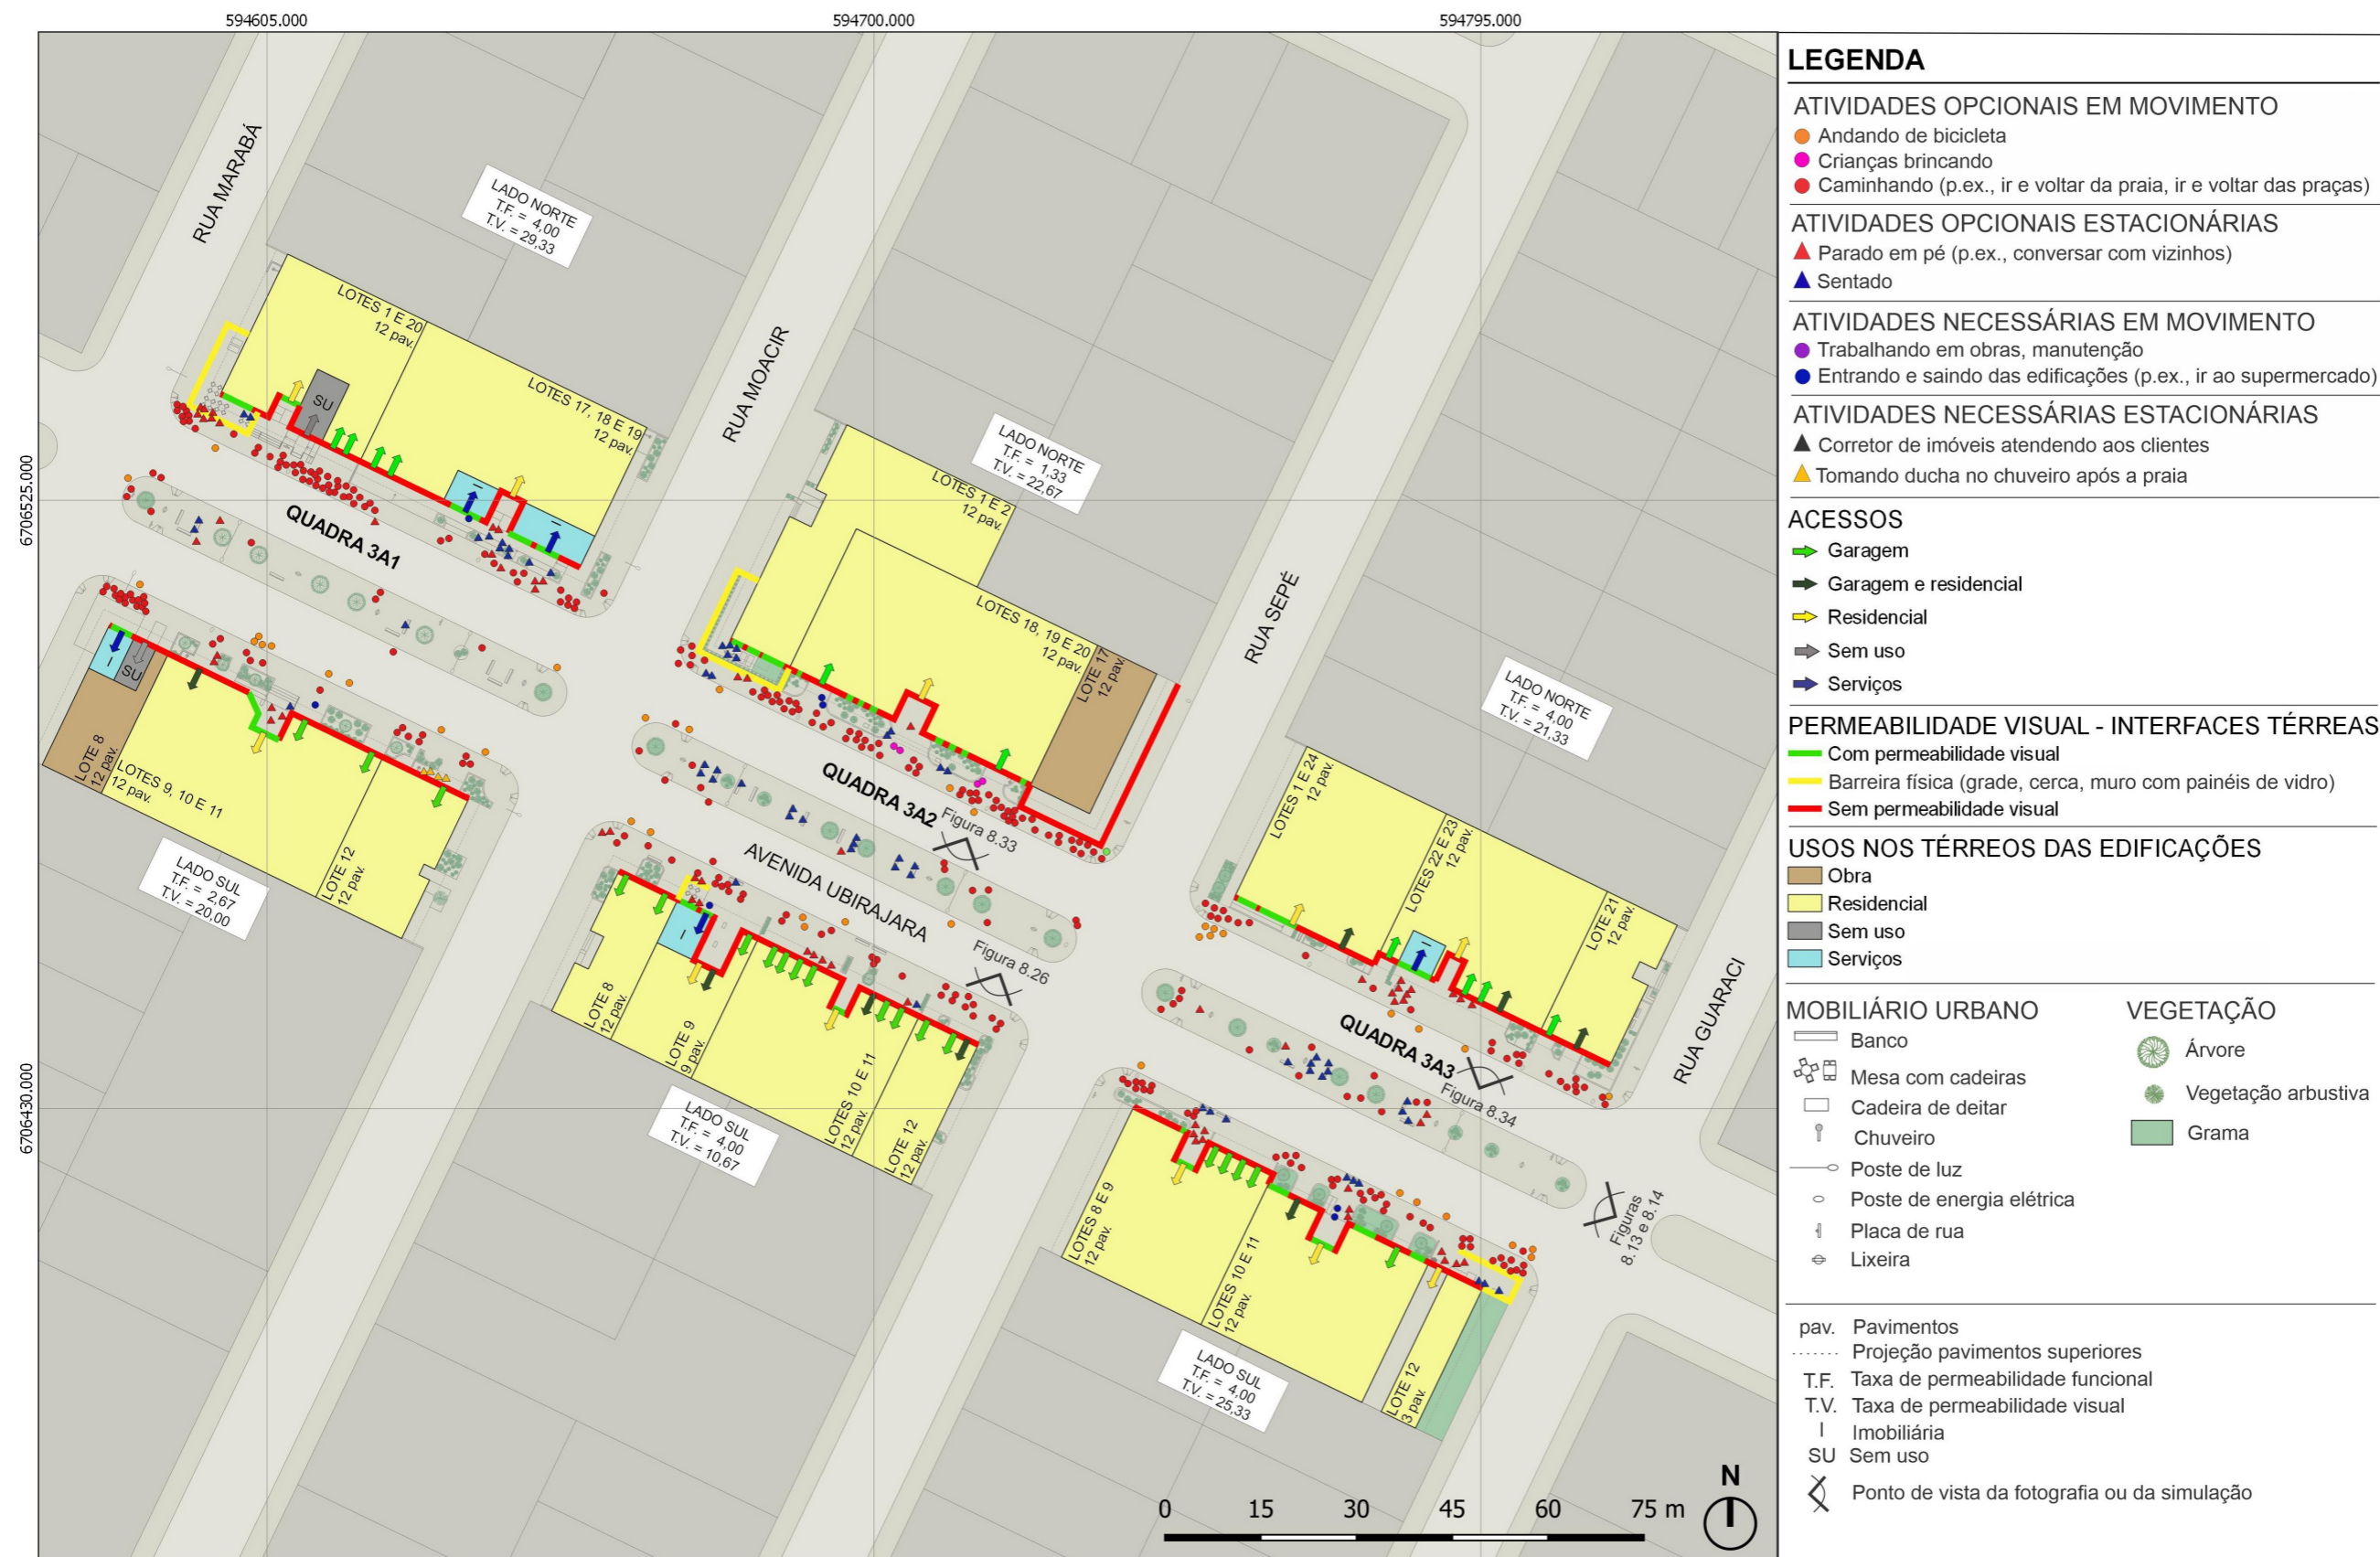 594605.000
594700.000
594795.000
6706525.000
6706430.000
RUA MARABÁ
RUA MOACIR
RUA SEPÉ
RUA GUARACI
AVENIDA UBIRAJARA
LADO NORTE
T.F. = 4,00
T.V. = 29,33
LOTES 1 E 20
12 pav.
SU
LOTES 17, 18 E 19
12 pav.
I
I
QUADRA 3A1
LADO NORTE
T.F. = 1,33
T.V. = 22,67
LOTES 1 E 2
12 pav.
LOTES 18, 19 E 20
12 pav.
LOTE 17
12 pav.
QUADRA 3A2
Figura 8.33
LADO NORTE
T.F. = 4,00
T.V. = 21,33
LOTES 1 E 24
12 pav.
LOTES 22 E 23
12 pav.
I
LOTE 21
12 pav.
QUADRA 3A3
Figura 8.34
I
SU
LOTE 8
12 pav.
LOTES 9, 10 E 11
12 pav.
LOTE 12
12 pav.
LADO SUL
T.F. = 2,67
T.V. = 20,00
Figura 8.26
I
LOTE 8
12 pav.
LOTE 9
9 pav.
LOTES 10 E 11
12 pav.
LOTE 12
12 pav.
LADO SUL
T.F. = 4,00
T.V. = 10,67
LOTES 8 E 9
12 pav.
LOTES 10 E 11
12 pav.
LOTE 12
3 pav.
LADO SUL
T.F. = 4,00
T.V. = 25,33
Figuras
8.13 e 8.14
0 15 30 45 60 75 m
N
LEGENDA
ATIVIDADES OPCIONAIS EM MOVIMENTO
Andando de bicicleta
Crianças brincando
Caminhando (p.ex., ir e voltar da praia, ir e voltar das praças)
ATIVIDADES OPCIONAIS ESTACIONÁRIAS
Parado em pé (p.ex., conversar com vizinhos)
Sentado
ATIVIDADES NECESSÁRIAS EM MOVIMENTO
Trabalhando em obras, manutenção
Entrando e saindo das edificações (p.ex., ir ao supermercado)
ATIVIDADES NECESSÁRIAS ESTACIONÁRIAS
Corretor de imóveis atendendo aos clientes
Tomando ducha no chuveiro após a praia
ACESSOS
Garagem
Garagem e residencial
Residencial
Sem uso
Serviços
PERMEABILIDADE VISUAL - INTERFACES TÉRREAS
Com permeabilidade visual
Barreira física (grade, cerca, muro com painéis de vidro)
Sem permeabilidade visual
USOS NOS TÉRREOS DAS EDIFICAÇÕES
Obra
Residencial
Sem uso
Serviços
MOBILIÁRIO URBANO
Banco
Mesa com cadeiras
Cadeira de deitar
Chuveiro
Poste de luz
Poste de energia elétrica
Placa de rua
Lixeira
VEGETAÇÃO
Árvore
Vegetação arbustiva
Grama
pav. Pavimentos
Projeção pavimentos superiores
T.F. Taxa de permeabilidade funcional
T.V. Taxa de permeabilidade visual
I Imobiliária
SU Sem uso
Ponto de vista da fotografia ou da simulação